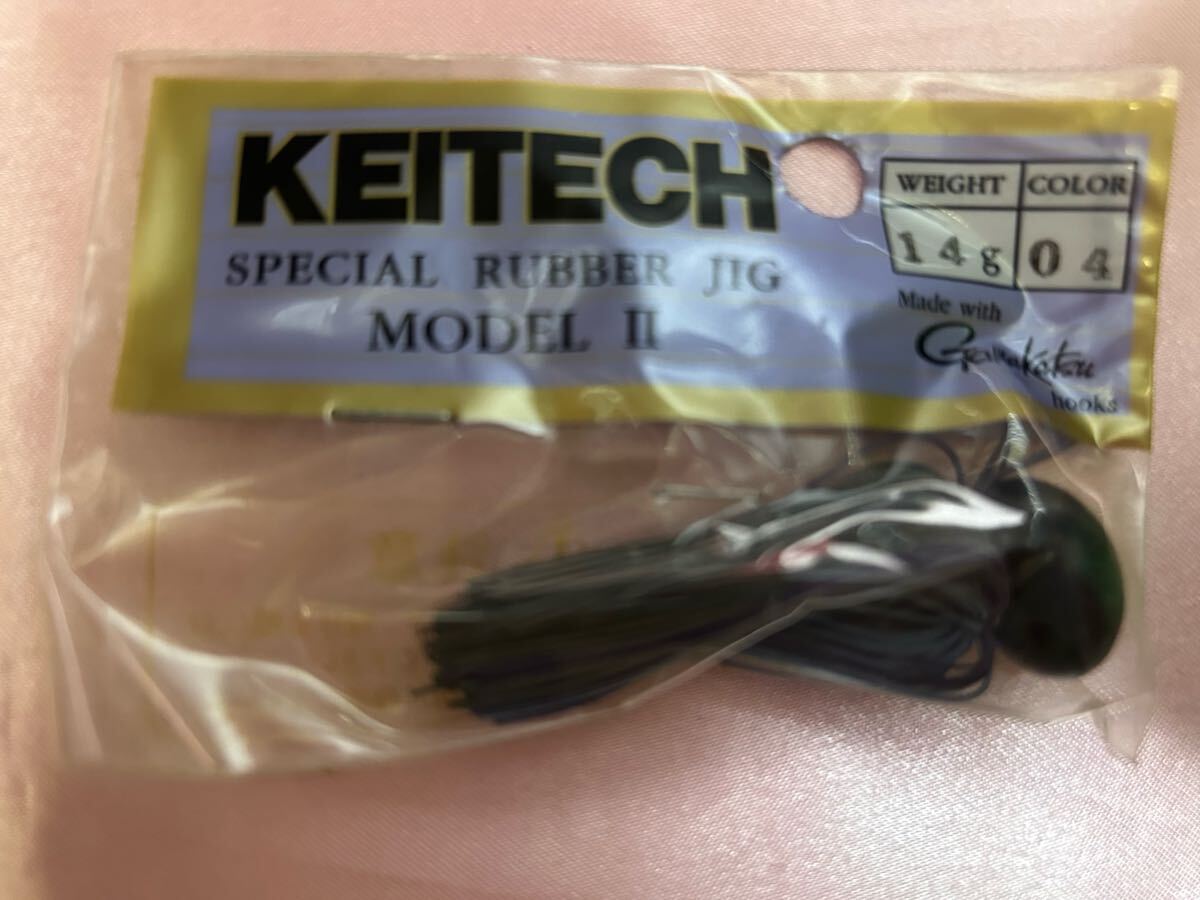 KEITECH
SPECIAL RUBBER JIG
MODEL II
WEIGHT COLOR
14g 04
Made with
Gamakatsu
hooks